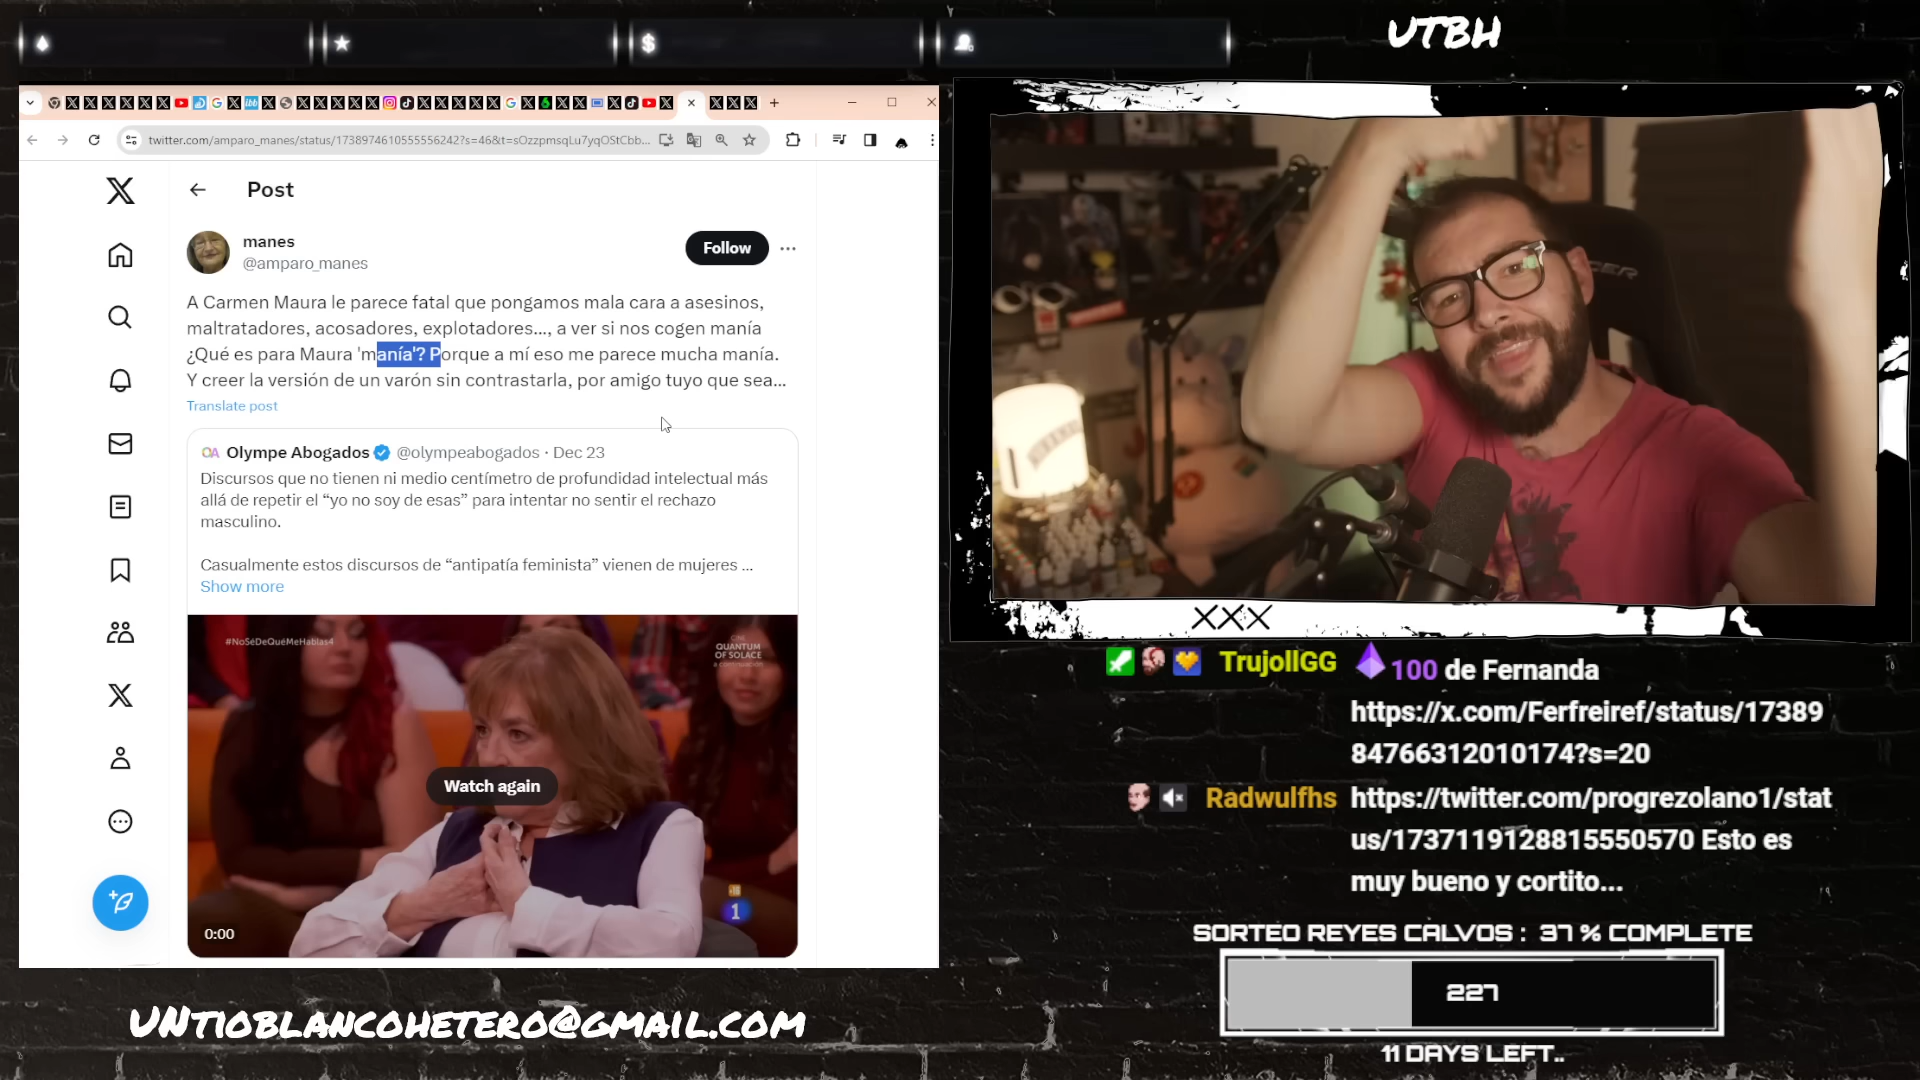 UTBH
twitter.com/amparo_manes/status/1738974610555556242?s=46&t=sOzzpmsqLu7yqOStCbb...
Post
manes
@amparo_manes
Follow
A Carmen Maura le parece fatal que pongamos mala cara a asesinos,
maltratadores, acosadores, explotadores..., a ver si nos cogen manía
¿Qué es para Maura 'manía'? Porque a mí eso me parece mucha manía.
Y creer la versión de un varón sin contrastarla, por amigo tuyo que sea...
Translate post
OA Olympe Abogados @olympeabogados · Dec 23
Discursos que no tienen ni medio centímetro de profundidad intelectual más
allá de repetir el “yo no soy de esas” para intentar no sentir el rechazo
masculino.
Casualmente estos discursos de “antipatía feminista” vienen de mujeres ...
Show more
#NoSéDeQuéMeHablas4
CINE
QUANTUM
OF SOLACE
a continuación
Watch again
1
0:00
XXX
TrujollGG 100 de Fernanda
https://x.com/Ferfreiref/status/17389
84766312010174?s=20
Radwulfhs https://twitter.com/progrezolano1/stat
us/1737119128815550570 Esto es
muy bueno y cortito...
SORTEO REYES CALVOS : 37 % COMPLETE
227
11 DAYS LEFT..
UNTIOBLANCOHETERO@GMAIL.COM